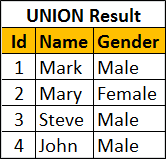 UNION Result
Id Name Gender
1 Mark Male
2 Mary Female
3 Steve Male
4 John Male